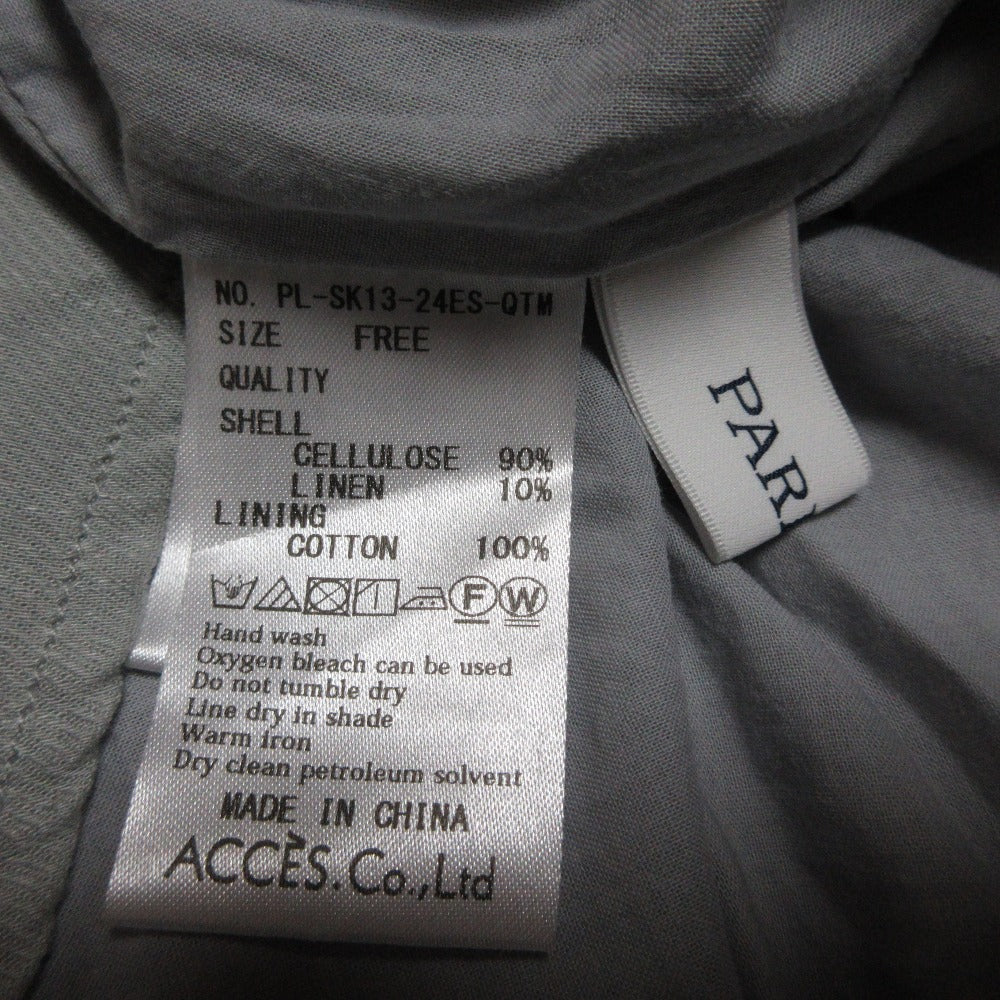 NO. PL-SK13-24ES-QTM
SIZE FREE
QUALITY
SHELL
CELLULOSE 90%
LINEN 10%
LINING
COTTON 100%
F W
Hand wash
Oxygen bleach can be used
Do not tumble dry
Line dry in shade
Warm iron
Dry clean petroleum solvent
MADE IN CHINA
ACCÈS.Co.,Ltd
PARI